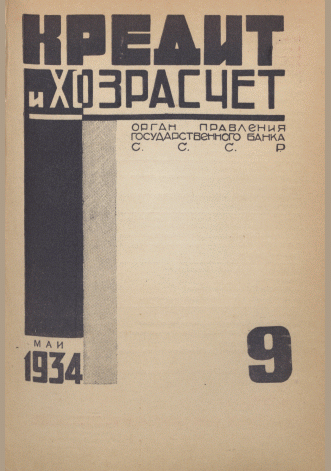 КРЕДИТ
и ХОЗРАСЧЕТ
ОРГАН ПРАВЛЕНИЯ
ГОСУДАРСТВЕННОГО БАНКА
С. С. С. Р.
МАЙ
1934
9